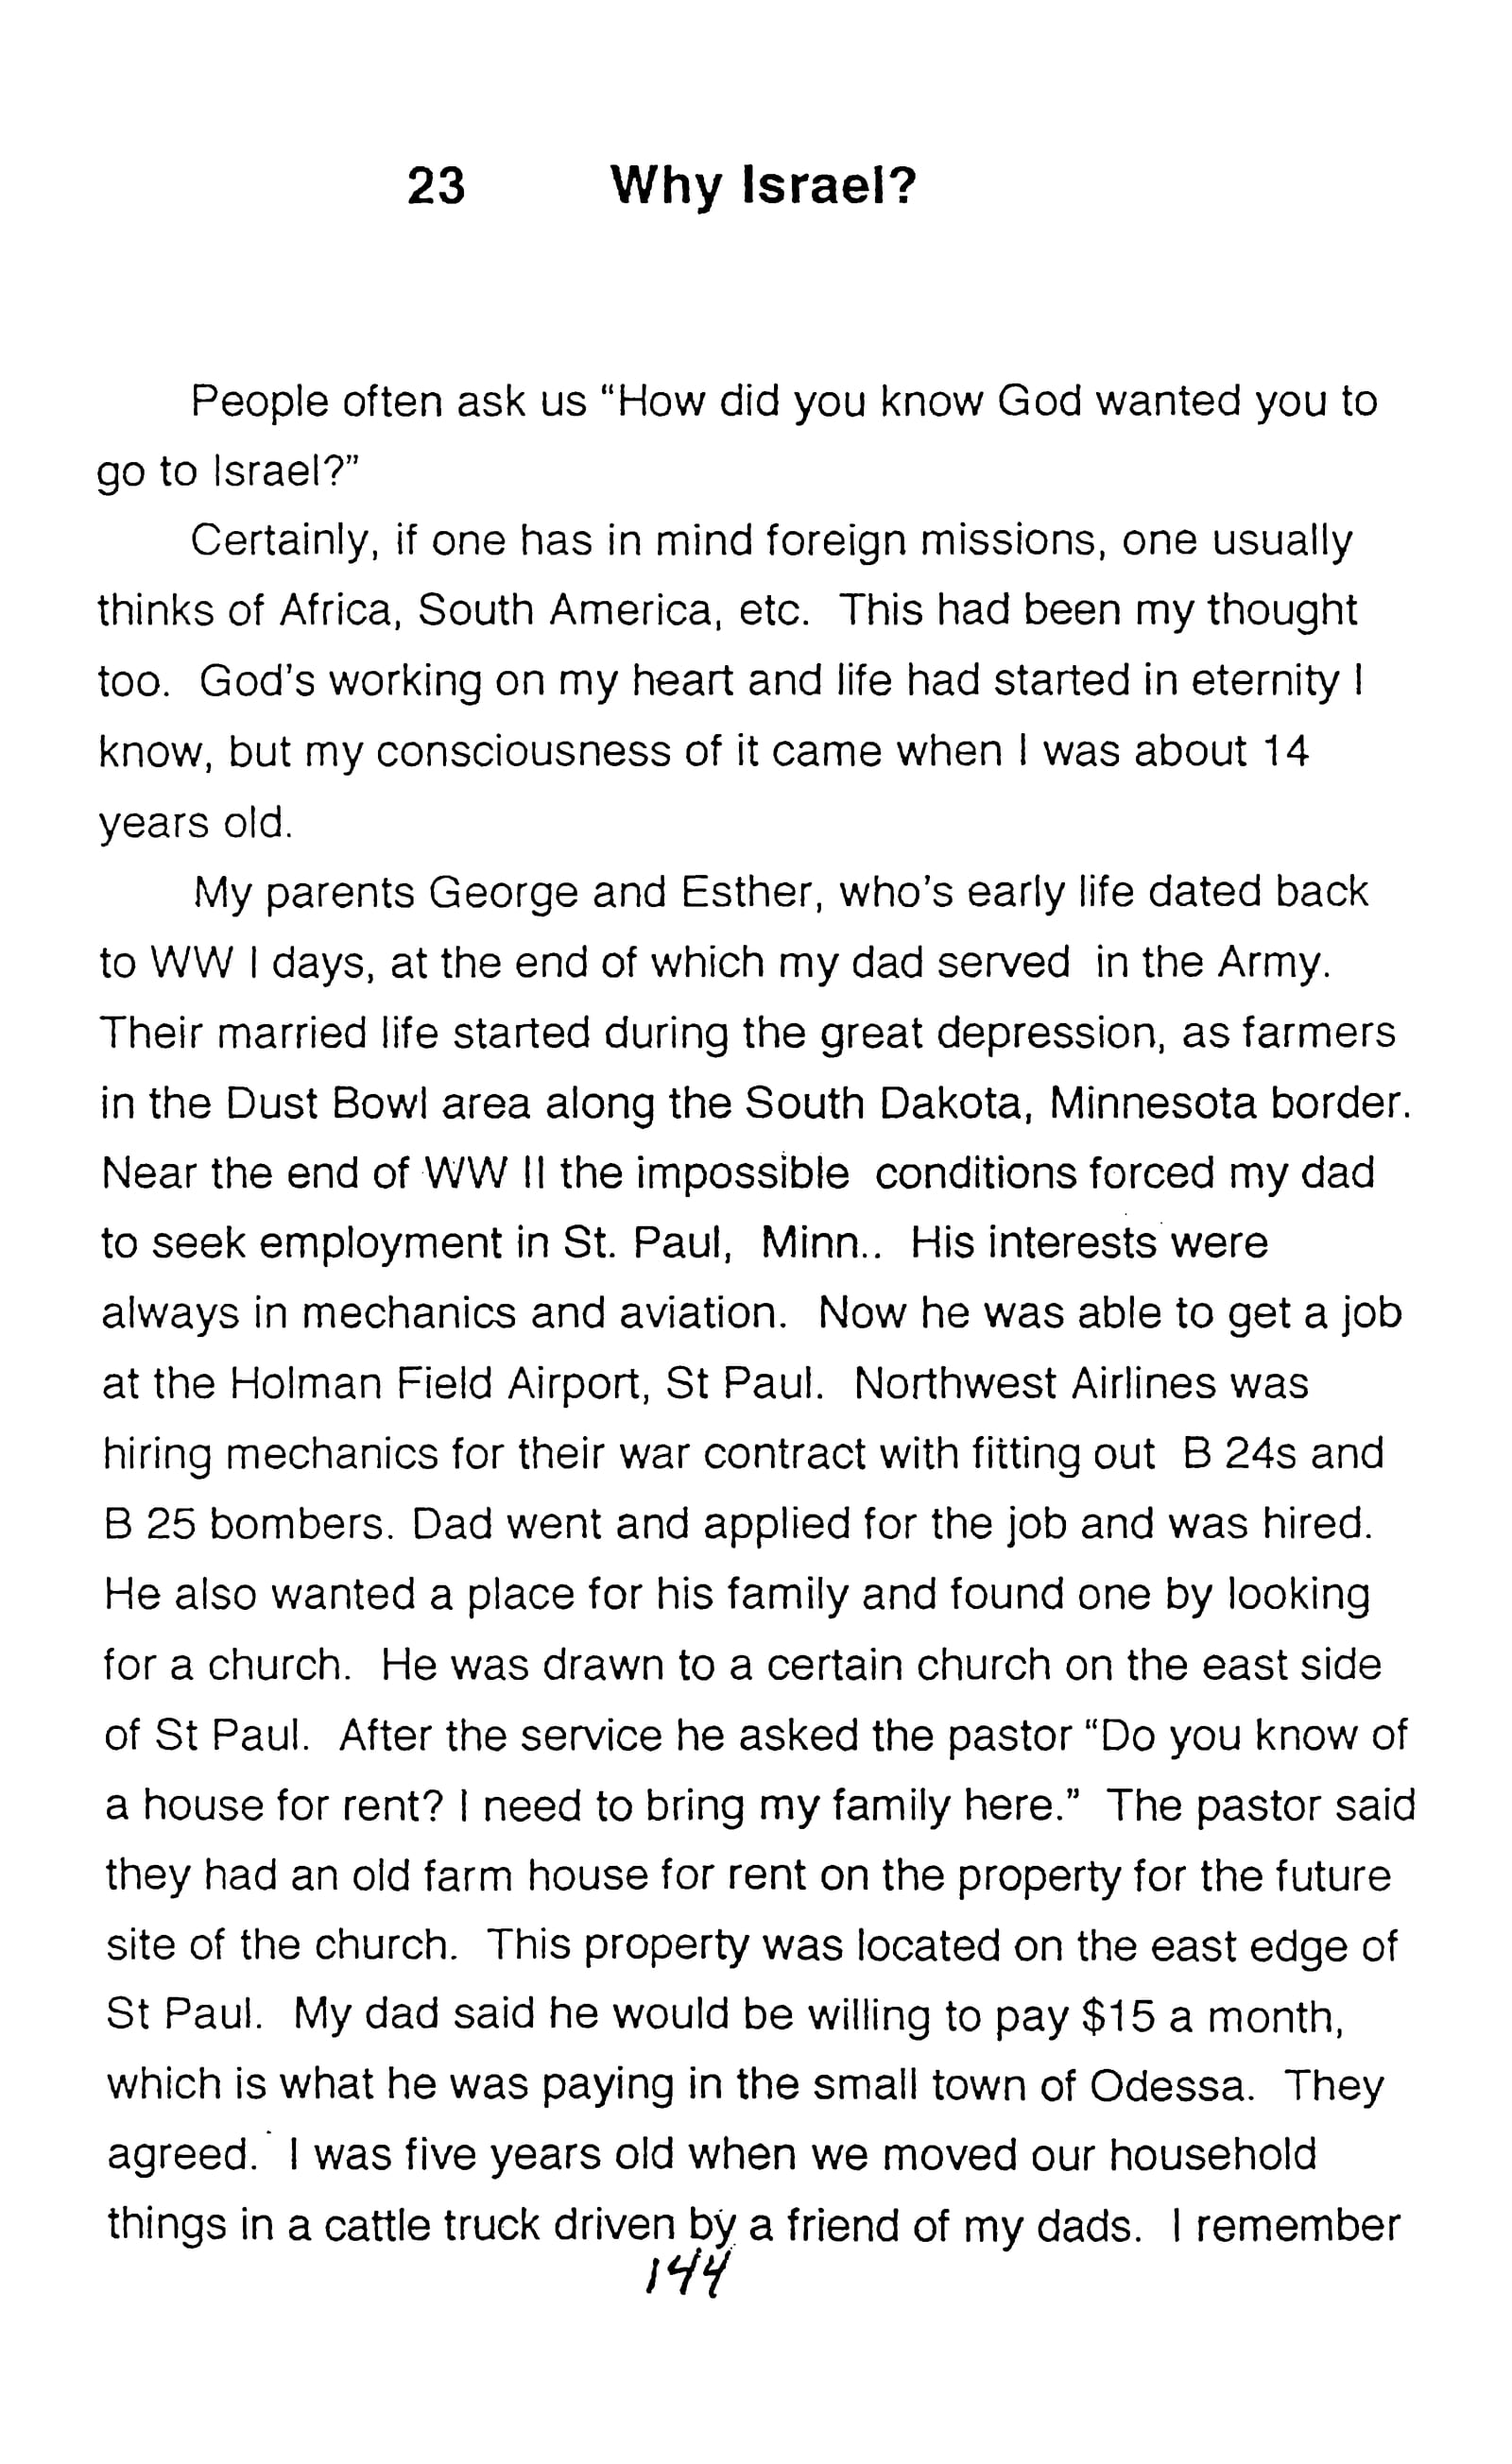 23 Why Israel?
People often ask us “How did you know God wanted you to
go to Israel?”
Certainly, if one has in mind foreign missions, one usually
thinks of Africa, South America, etc.  This had been my thought
too.  God's working on my heart and life had started in eternity I
know, but my consciousness of it came when I was about 14
years old.
My parents George and Esther, who's early life dated back
to WW I days, at the end of which my dad served  in the Army.
Their married life started during the great depression, as farmers
in the Dust Bowl area along the South Dakota, Minnesota border.
Near the end of WW II the impossible  conditions forced my dad
to seek employment in St. Paul,  Minn..  His interests were
always in mechanics and aviation.  Now he was able to get a job
at the Holman Field Airport, St Paul.  Northwest Airlines was
hiring mechanics for their war contract with fitting out  B 24s and
B 25 bombers. Dad went and applied for the job and was hired.
He also wanted a place for his family and found one by looking
for a church.  He was drawn to a certain church on the east side
of St Paul.  After the service he asked the pastor “Do you know of
a house for rent? I need to bring my family here.”  The pastor said
they had an old farm house for rent on the property for the future
site of the church.  This property was located on the east edge of
St Paul.  My dad said he would be willing to pay $15 a month,
which is what he was paying in the small town of Odessa.  They
agreed.  I was five years old when we moved our household
things in a cattle truck driven by a friend of my dads.  I remember
144